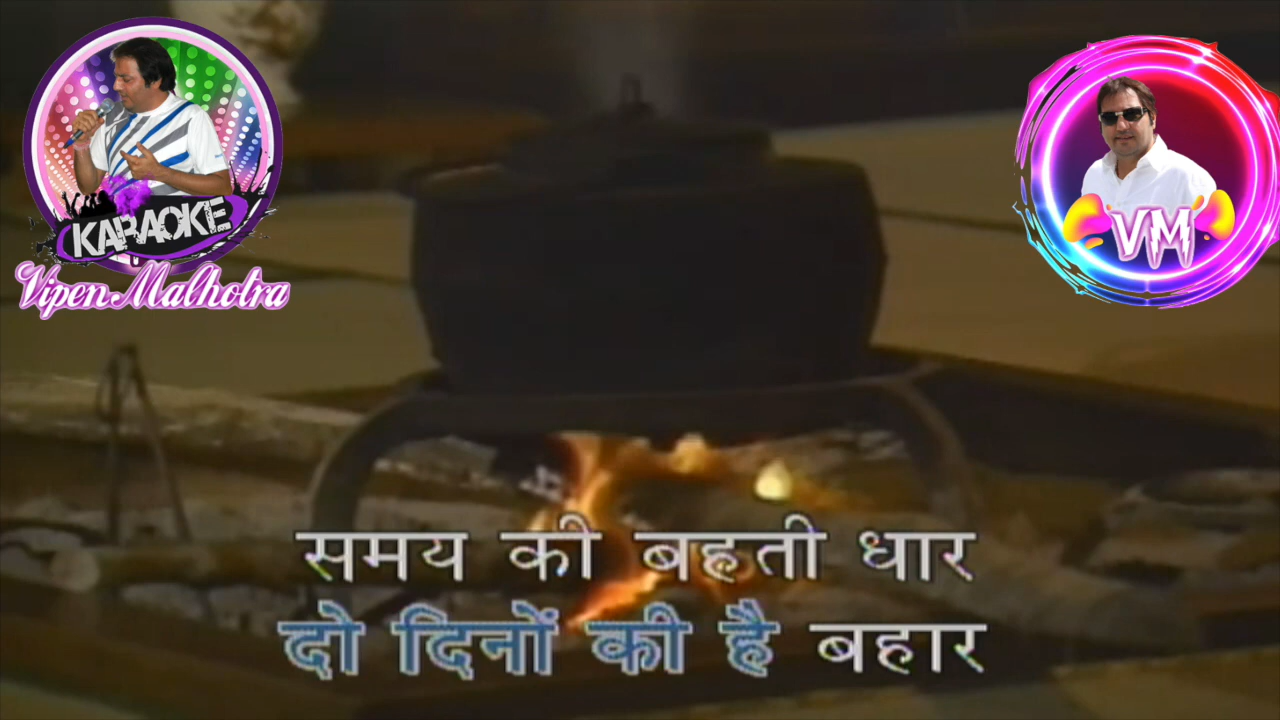 KARAOKE
Vipen Malhotra
VM
समय की बहती धार
दो दिनों की है बहार